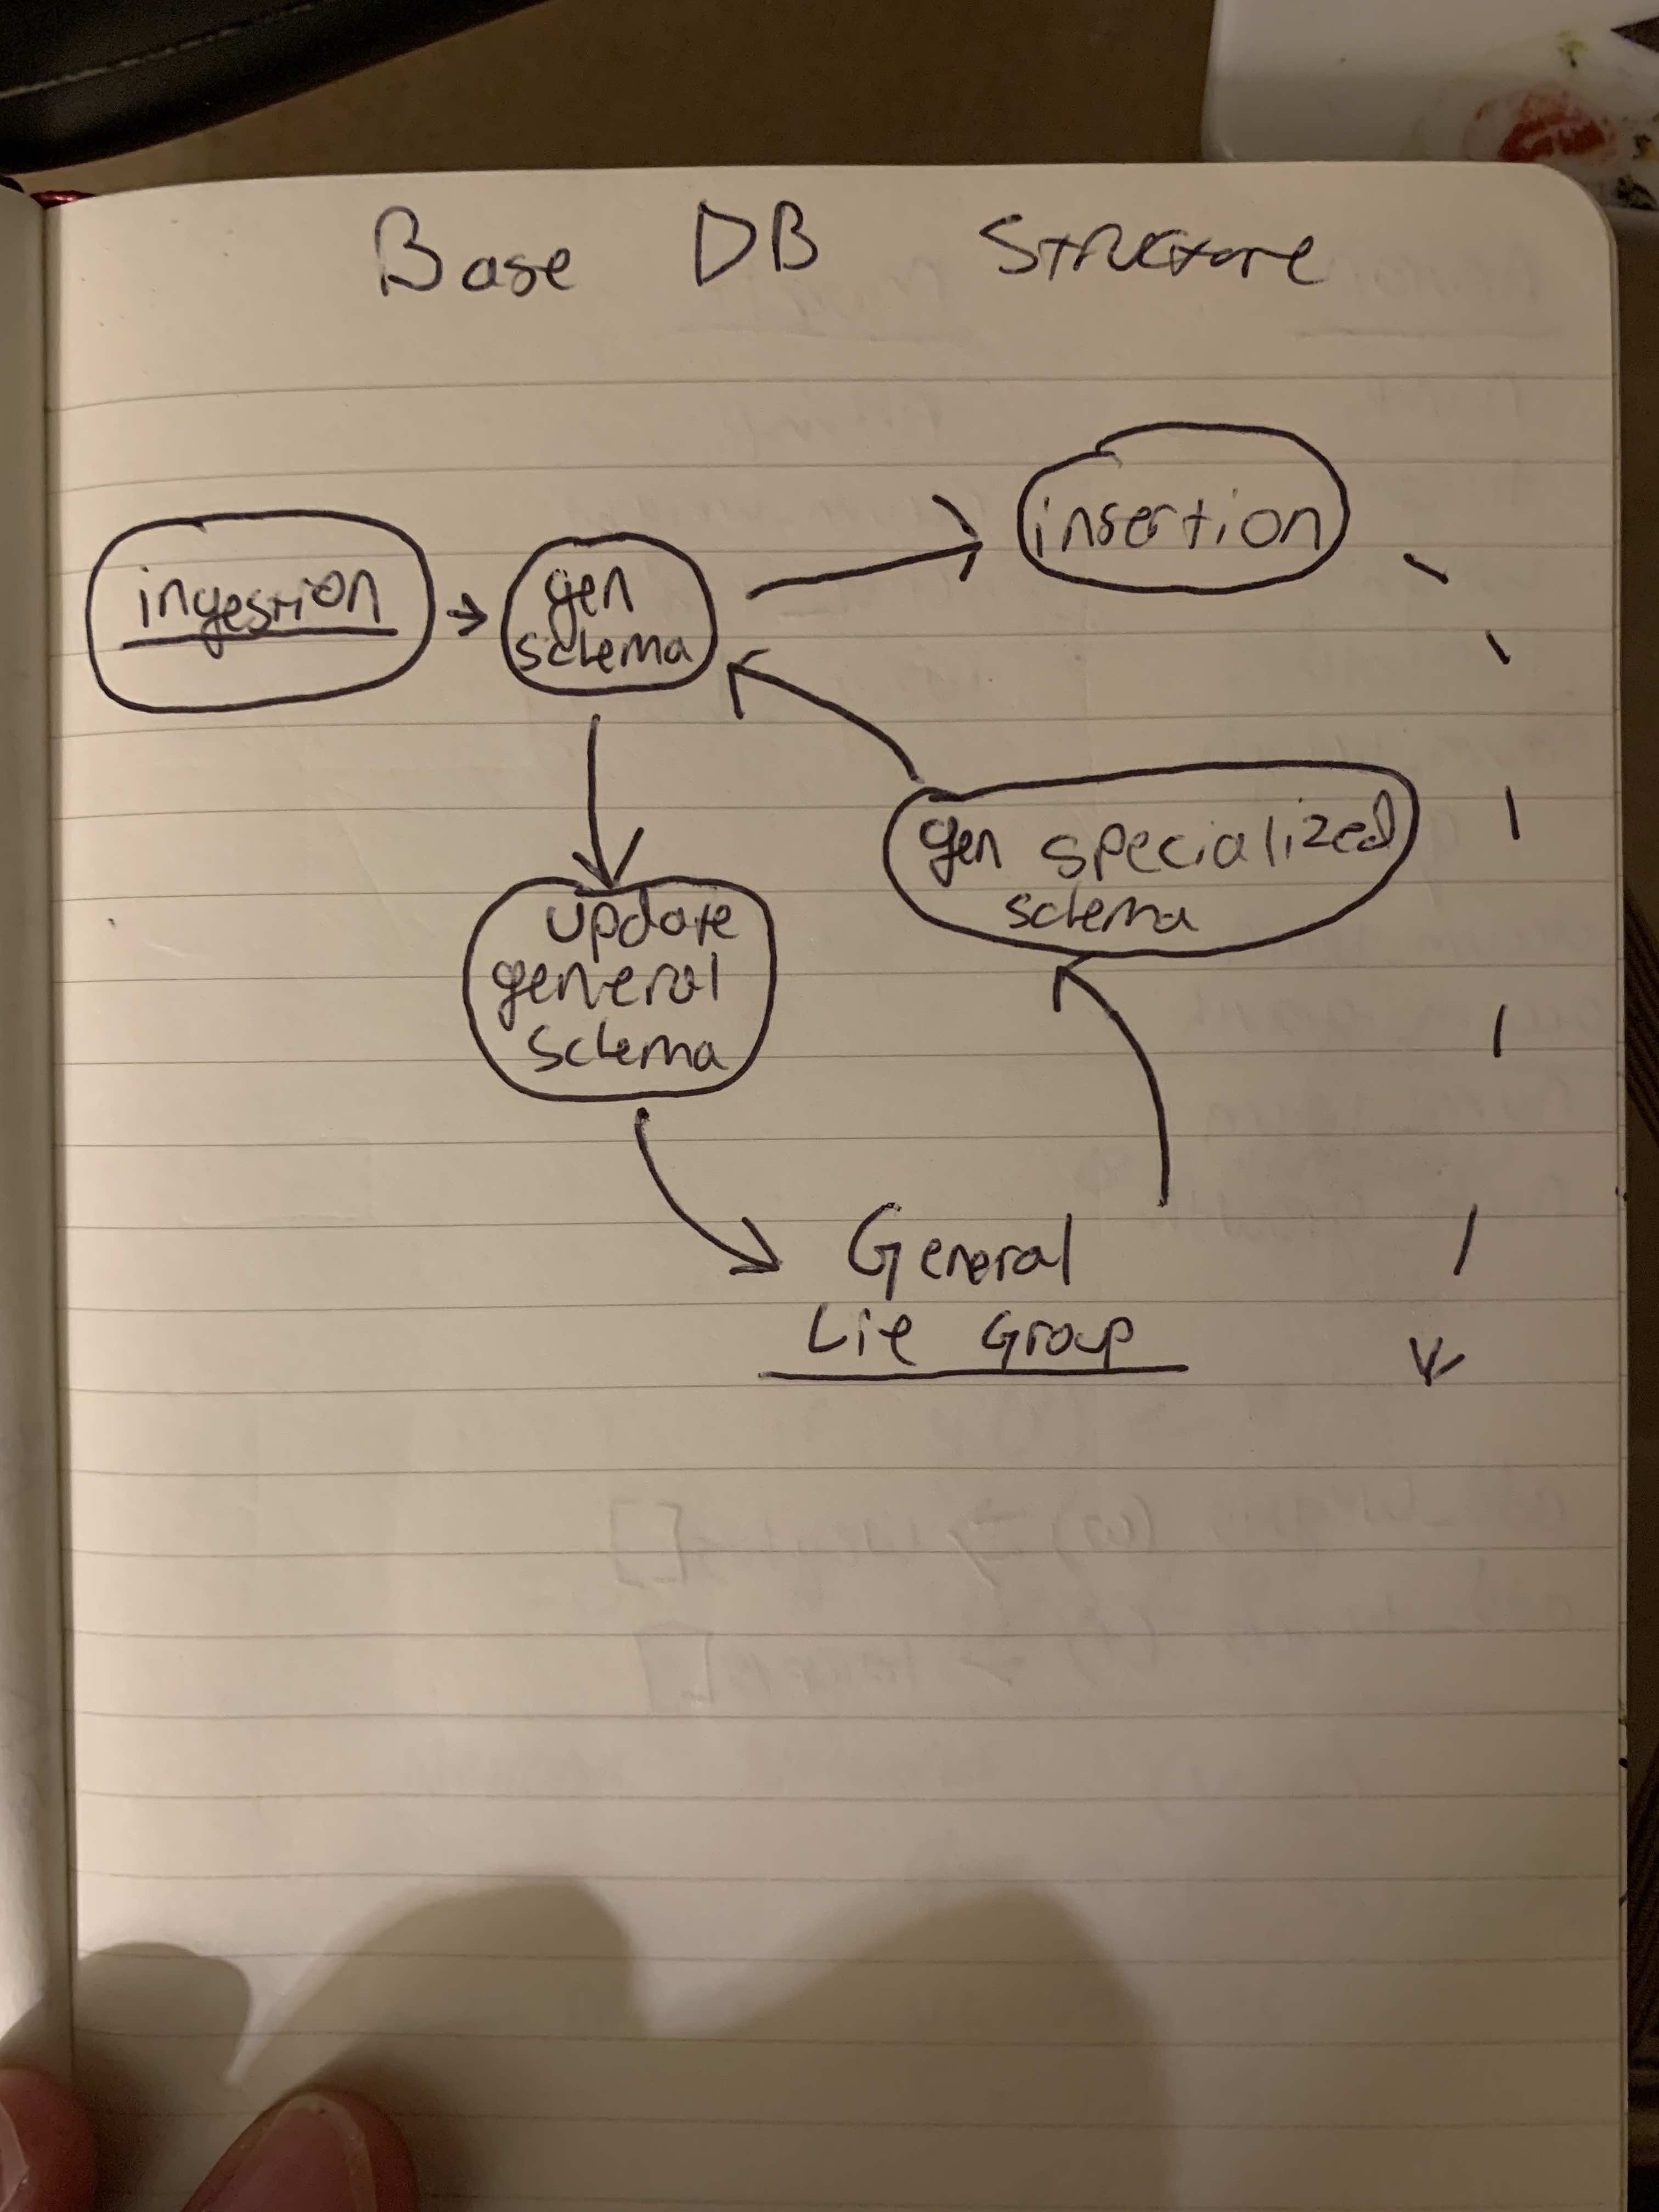 Base DB Structure
insertion
ingestion
gen
schema
gen specialized
schema
update
general
schema
General
Lie Group